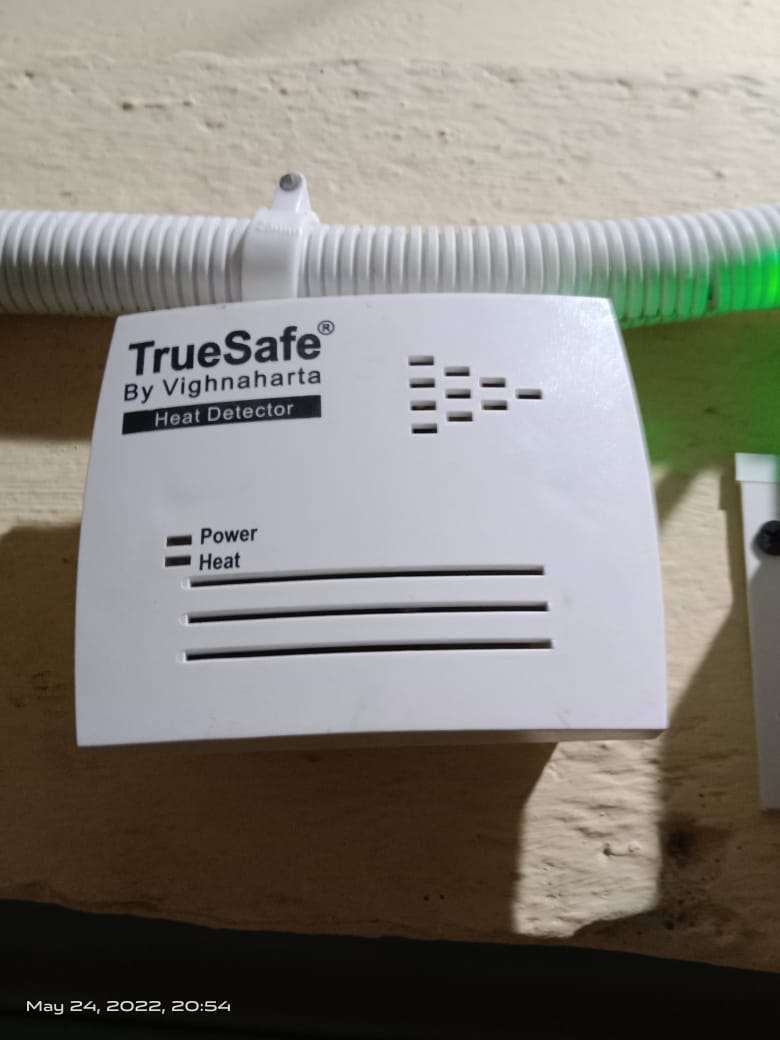 TrueSafe®
By Vighnaharta
Heat Detector
Power
Heat
May 24, 2022, 20:54